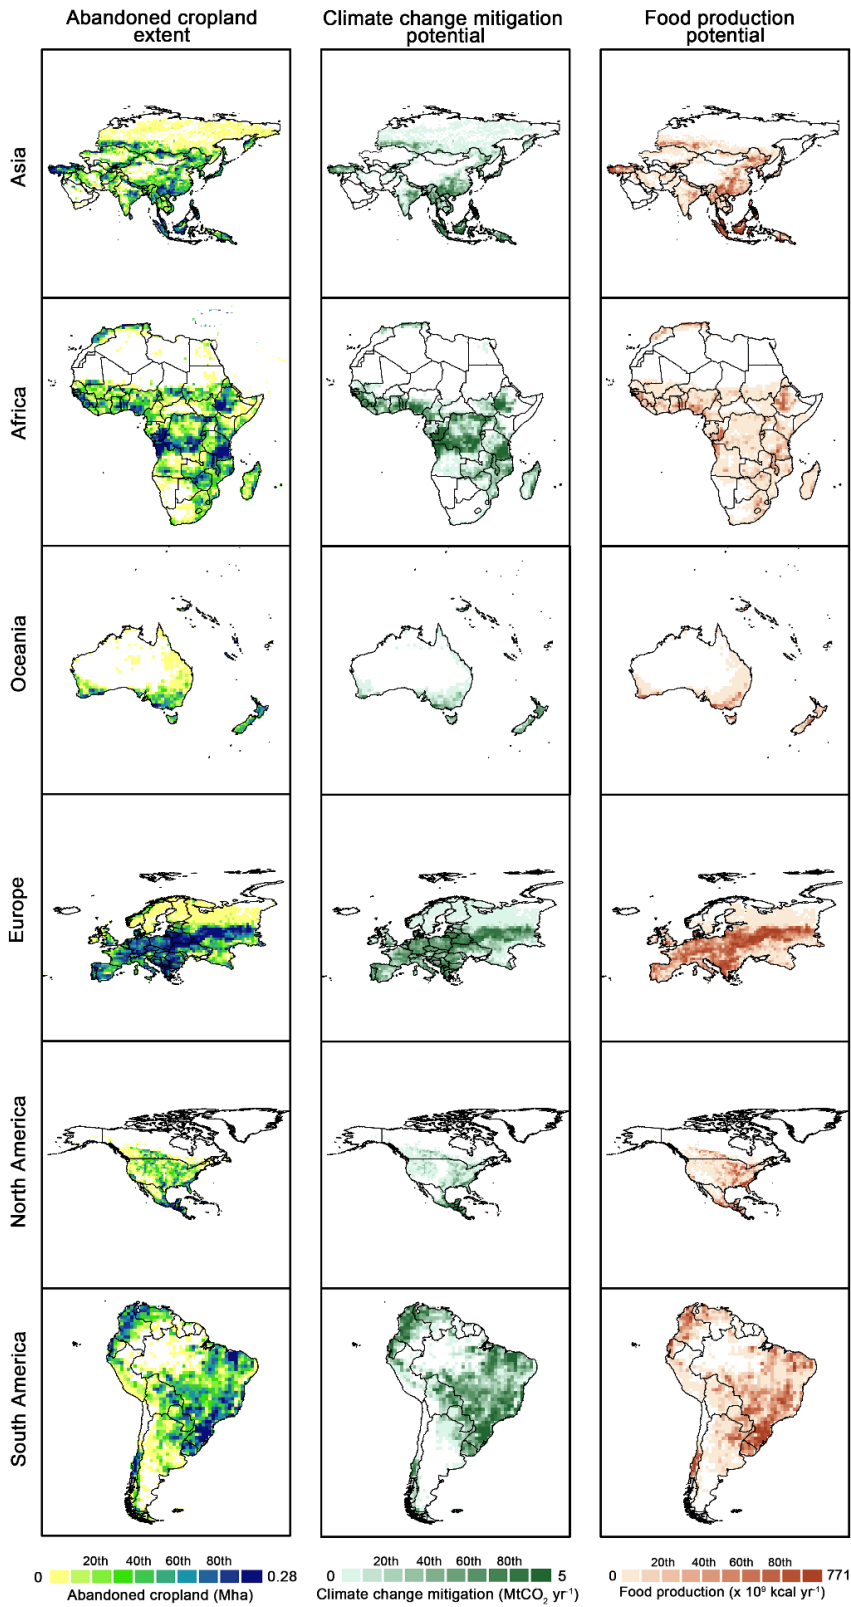 Abandoned cropland
extent
Climate change mitigation
potential
Food production
potential
Asia
Africa
Oceania
Europe
North America
South America
0 20th 40th 60th 80th 0.28
Abandoned cropland (Mha)
0 20th 40th 60th 80th 5
Climate change mitigation (MtCO₂ yr⁻¹)
0 20th 40th 60th 80th 771
Food production (x 10⁹ kcal yr⁻¹)